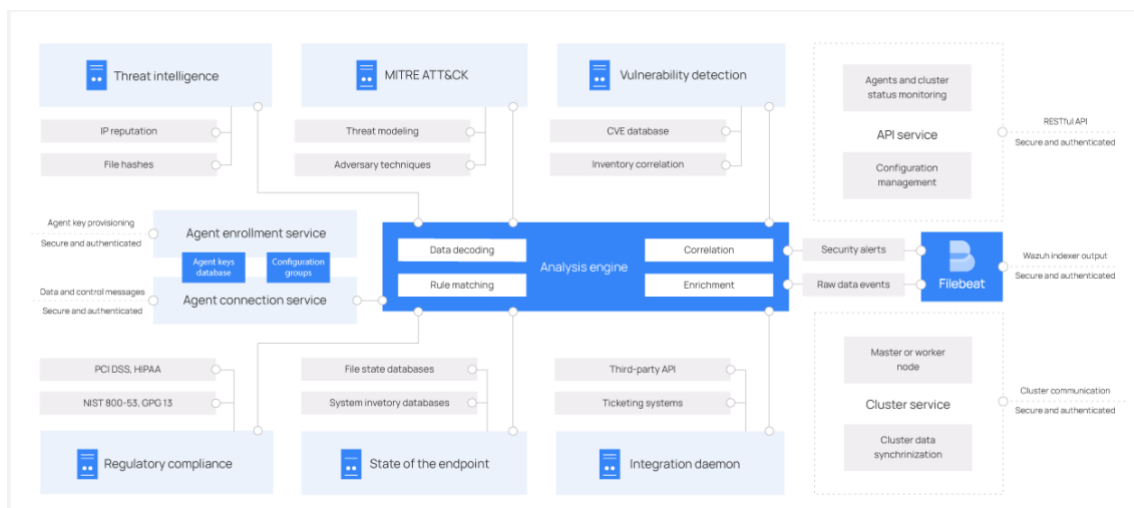 Threat intelligence
IP reputation
File hashes
MITRE ATT&CK
Threat modeling
Adversary techniques
Vulnerability detection
CVE database
Inventory correlation
Agents and cluster
status monitoring
API service
Configuration
management
RESTful API
Secure and authenticated
Agent key provisioning
Secure and authenticated
Agent enrollment service
Agent keys
database
Configuration
groups
Data and control messages
Secure and authenticated
Agent connection service
Data decoding
Rule matching
Analysis engine
Correlation
Enrichment
Security alerts
Raw data events
Filebeat
Wazuh indexer output
Secure and authenticated
PCI DSS, HIPAA
NIST 800-53, GPG 13
Regulatory compliance
File state databases
System invetory databases
State of the endpoint
Third-party API
Ticketing systems
Integration daemon
Master or worker
node
Cluster service
Cluster data
synchrinization
Cluster communication
Secure and authenticated